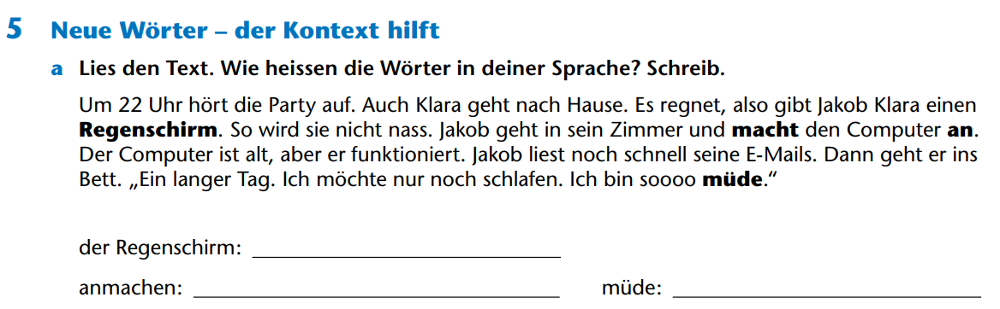 5 Neue Wörter – der Kontext hilft
a Lies den Text. Wie heissen die Wörter in deiner Sprache? Schreib.
Um 22 Uhr hört die Party auf. Auch Klara geht nach Hause. Es regnet, also gibt Jakob Klara einen
Regenschirm. So wird sie nicht nass. Jakob geht in sein Zimmer und macht den Computer an.
Der Computer ist alt, aber er funktioniert. Jakob liest noch schnell seine E-Mails. Dann geht er ins
Bett. „Ein langer Tag. Ich möchte nur noch schlafen. Ich bin soooo müde.“
der Regenschirm:
anmachen: müde: